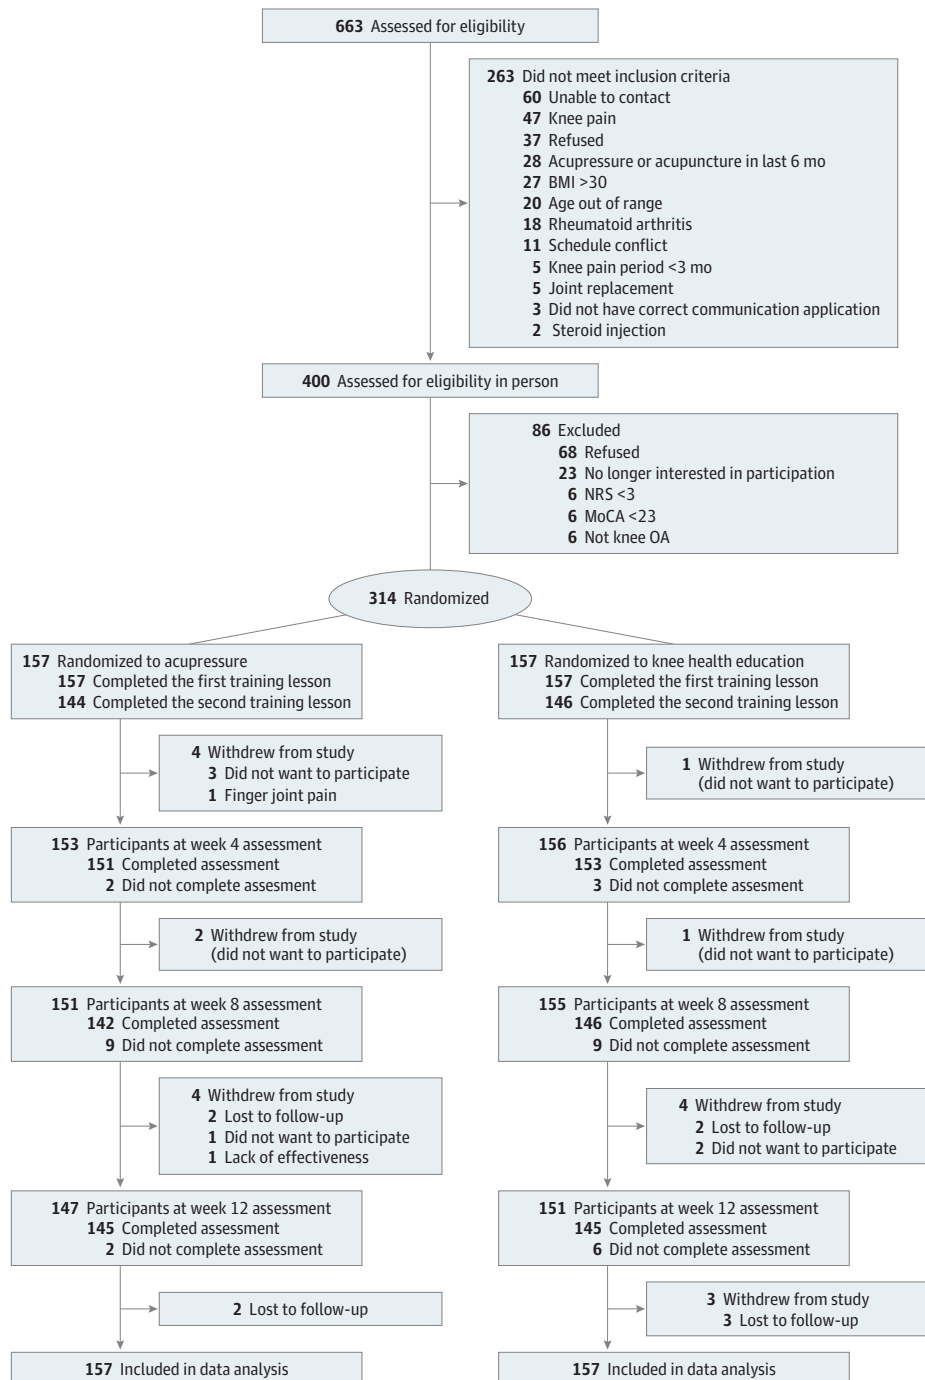 663 Assessed for eligibility
263 Did not meet inclusion criteria
60 Unable to contact
47 Knee pain
37 Refused
28 Acupressure or acupuncture in last 6 mo
27 BMI >30
20 Age out of range
18 Rheumatoid arthritis
11 Schedule conflict
5 Knee pain period <3 mo
5 Joint replacement
3 Did not have correct communication application
2 Steroid injection
400 Assessed for eligibility in person
86 Excluded
68 Refused
23 No longer interested in participation
6 NRS <3
6 MoCA <23
6 Not knee OA
314 Randomized
157 Randomized to acupressure
157 Completed the first training lesson
144 Completed the second training lesson
157 Randomized to knee health education
157 Completed the first training lesson
146 Completed the second training lesson
4 Withdrew from study
3 Did not want to participate
1 Finger joint pain
1 Withdrew from study
(did not want to participate)
153 Participants at week 4 assessment
151 Completed assessment
2 Did not complete assesment
156 Participants at week 4 assessment
153 Completed assessment
3 Did not complete assessment
2 Withdrew from study
(did not want to participate)
1 Withdrew from study
(did not want to participate)
151 Participants at week 8 assessment
142 Completed assessment
9 Did not complete assessment
155 Participants at week 8 assessment
146 Completed assessment
9 Did not complete assessment
4 Withdrew from study
2 Lost to follow-up
1 Did not want to participate
1 Lack of effectiveness
4 Withdrew from study
2 Lost to follow-up
2 Did not want to participate
147 Participants at week 12 assessment
145 Completed assessment
2 Did not complete assessment
151 Participants at week 12 assessment
145 Completed assessment
6 Did not complete assessment
2 Lost to follow-up
3 Withdrew from study
3 Lost to follow-up
157 Included in data analysis
157 Included in data analysis